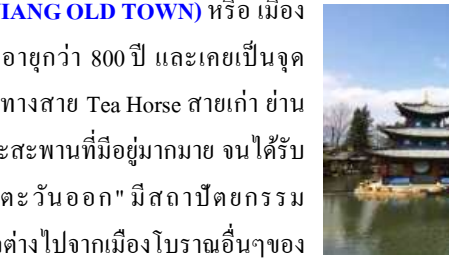 IANG OLD TOWN) หรือ เมือง
อายุกว่า 800 ปี และเคยเป็นจุด
ทางสาย Tea Horse สายเก่า ย่าน
ะสะพานที่มีอยู่มากมาย จนได้รับ
ตะวันออก" มีสถาปัตยกรรม
ต่างไปจากเมืองโบราณอื่นๆของ